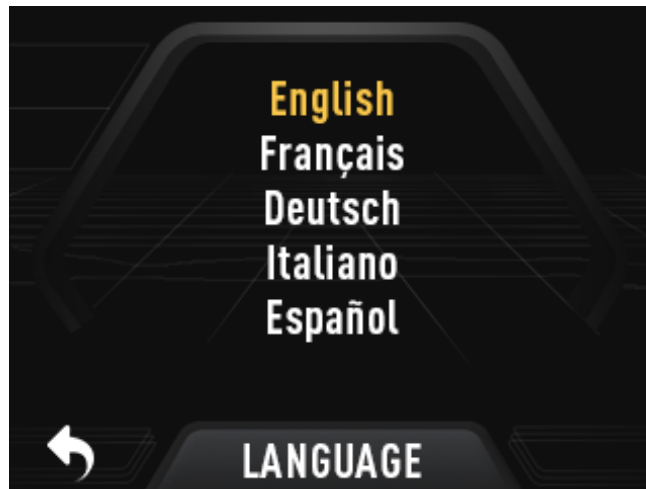 English
Français
Deutsch
Italiano
Español
LANGUAGE